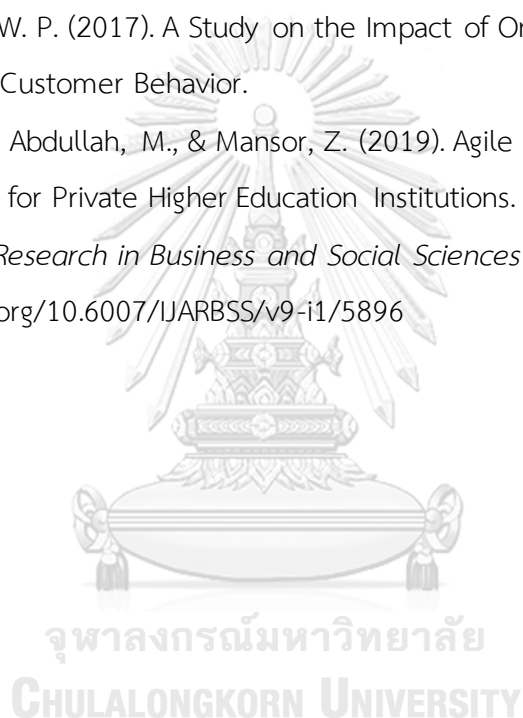 W. P. (2017). A Study on the Impact of Or
Customer Behavior.
Abdullah, M., & Mansor, Z. (2019). Agile
for Private Higher Education Institutions.
Research in Business and Social Sciences
org/10.6007/IJARBSS/v9-i1/5896
จุฬาลงกรณ์มหาวิทยาลัย
CHULALONGKORN UNIVERSITY